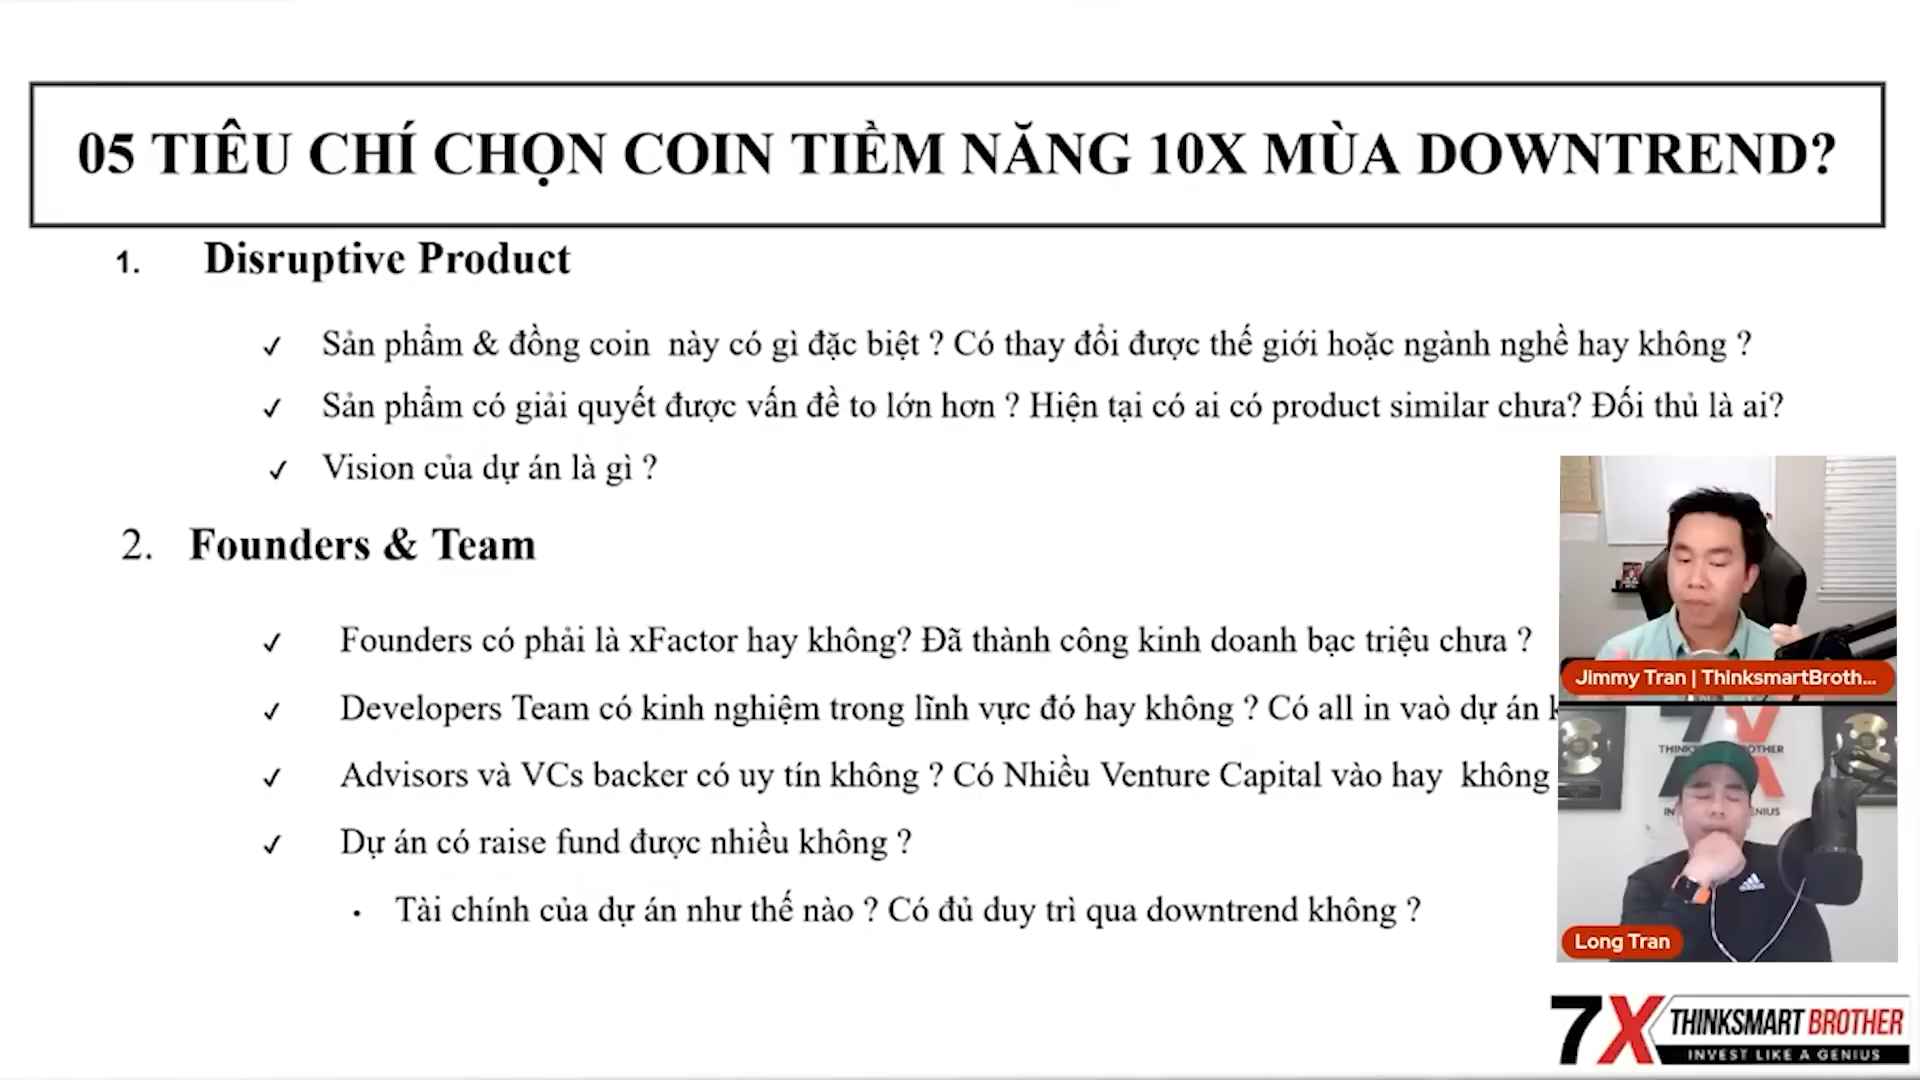 05 TIÊU CHÍ CHỌN COIN TIỀM NĂNG 10X MÙA DOWNTREND?
1. Disruptive Product
✓ Sản phẩm & đồng coin này có gì đặc biệt ? Có thay đổi được thế giới hoặc ngành nghề hay không ?
✓ Sản phẩm có giải quyết được vấn đề to lớn hơn ? Hiện tại có ai có product similar chưa? Đối thủ là ai?
✓ Vision của dự án là gì ?
2. Founders & Team
✓ Founders có phải là xFactor hay không? Đã thành công kinh doanh bạc triệu chưa ?
✓ Developers Team có kinh nghiệm trong lĩnh vực đó hay không ? Có all in vaò dự án
✓ Advisors và VCs backer có uy tín không ? Có Nhiều Venture Capital vào hay không
✓ Dự án có raise fund được nhiều không ?
• Tài chính của dự án như thế nào ? Có đủ duy trì qua downtrend không ?
Jimmy Tran | ThinksmartBroth...
7X
Long Tran
7X THINKSMART BROTHER
INVEST LIKE A GENIUS